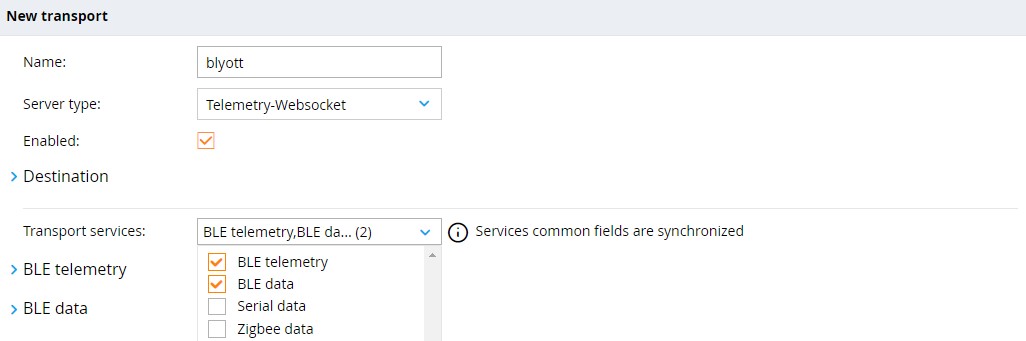 New transport
Name:
blyott
Server type:
Telemetry-Websocket
Enabled:
Destination
Transport services:
BLE telemetry,BLE da... (2)
Services common fields are synchronized
BLE telemetry
BLE telemetry
BLE data
BLE data
Serial data
Zigbee data